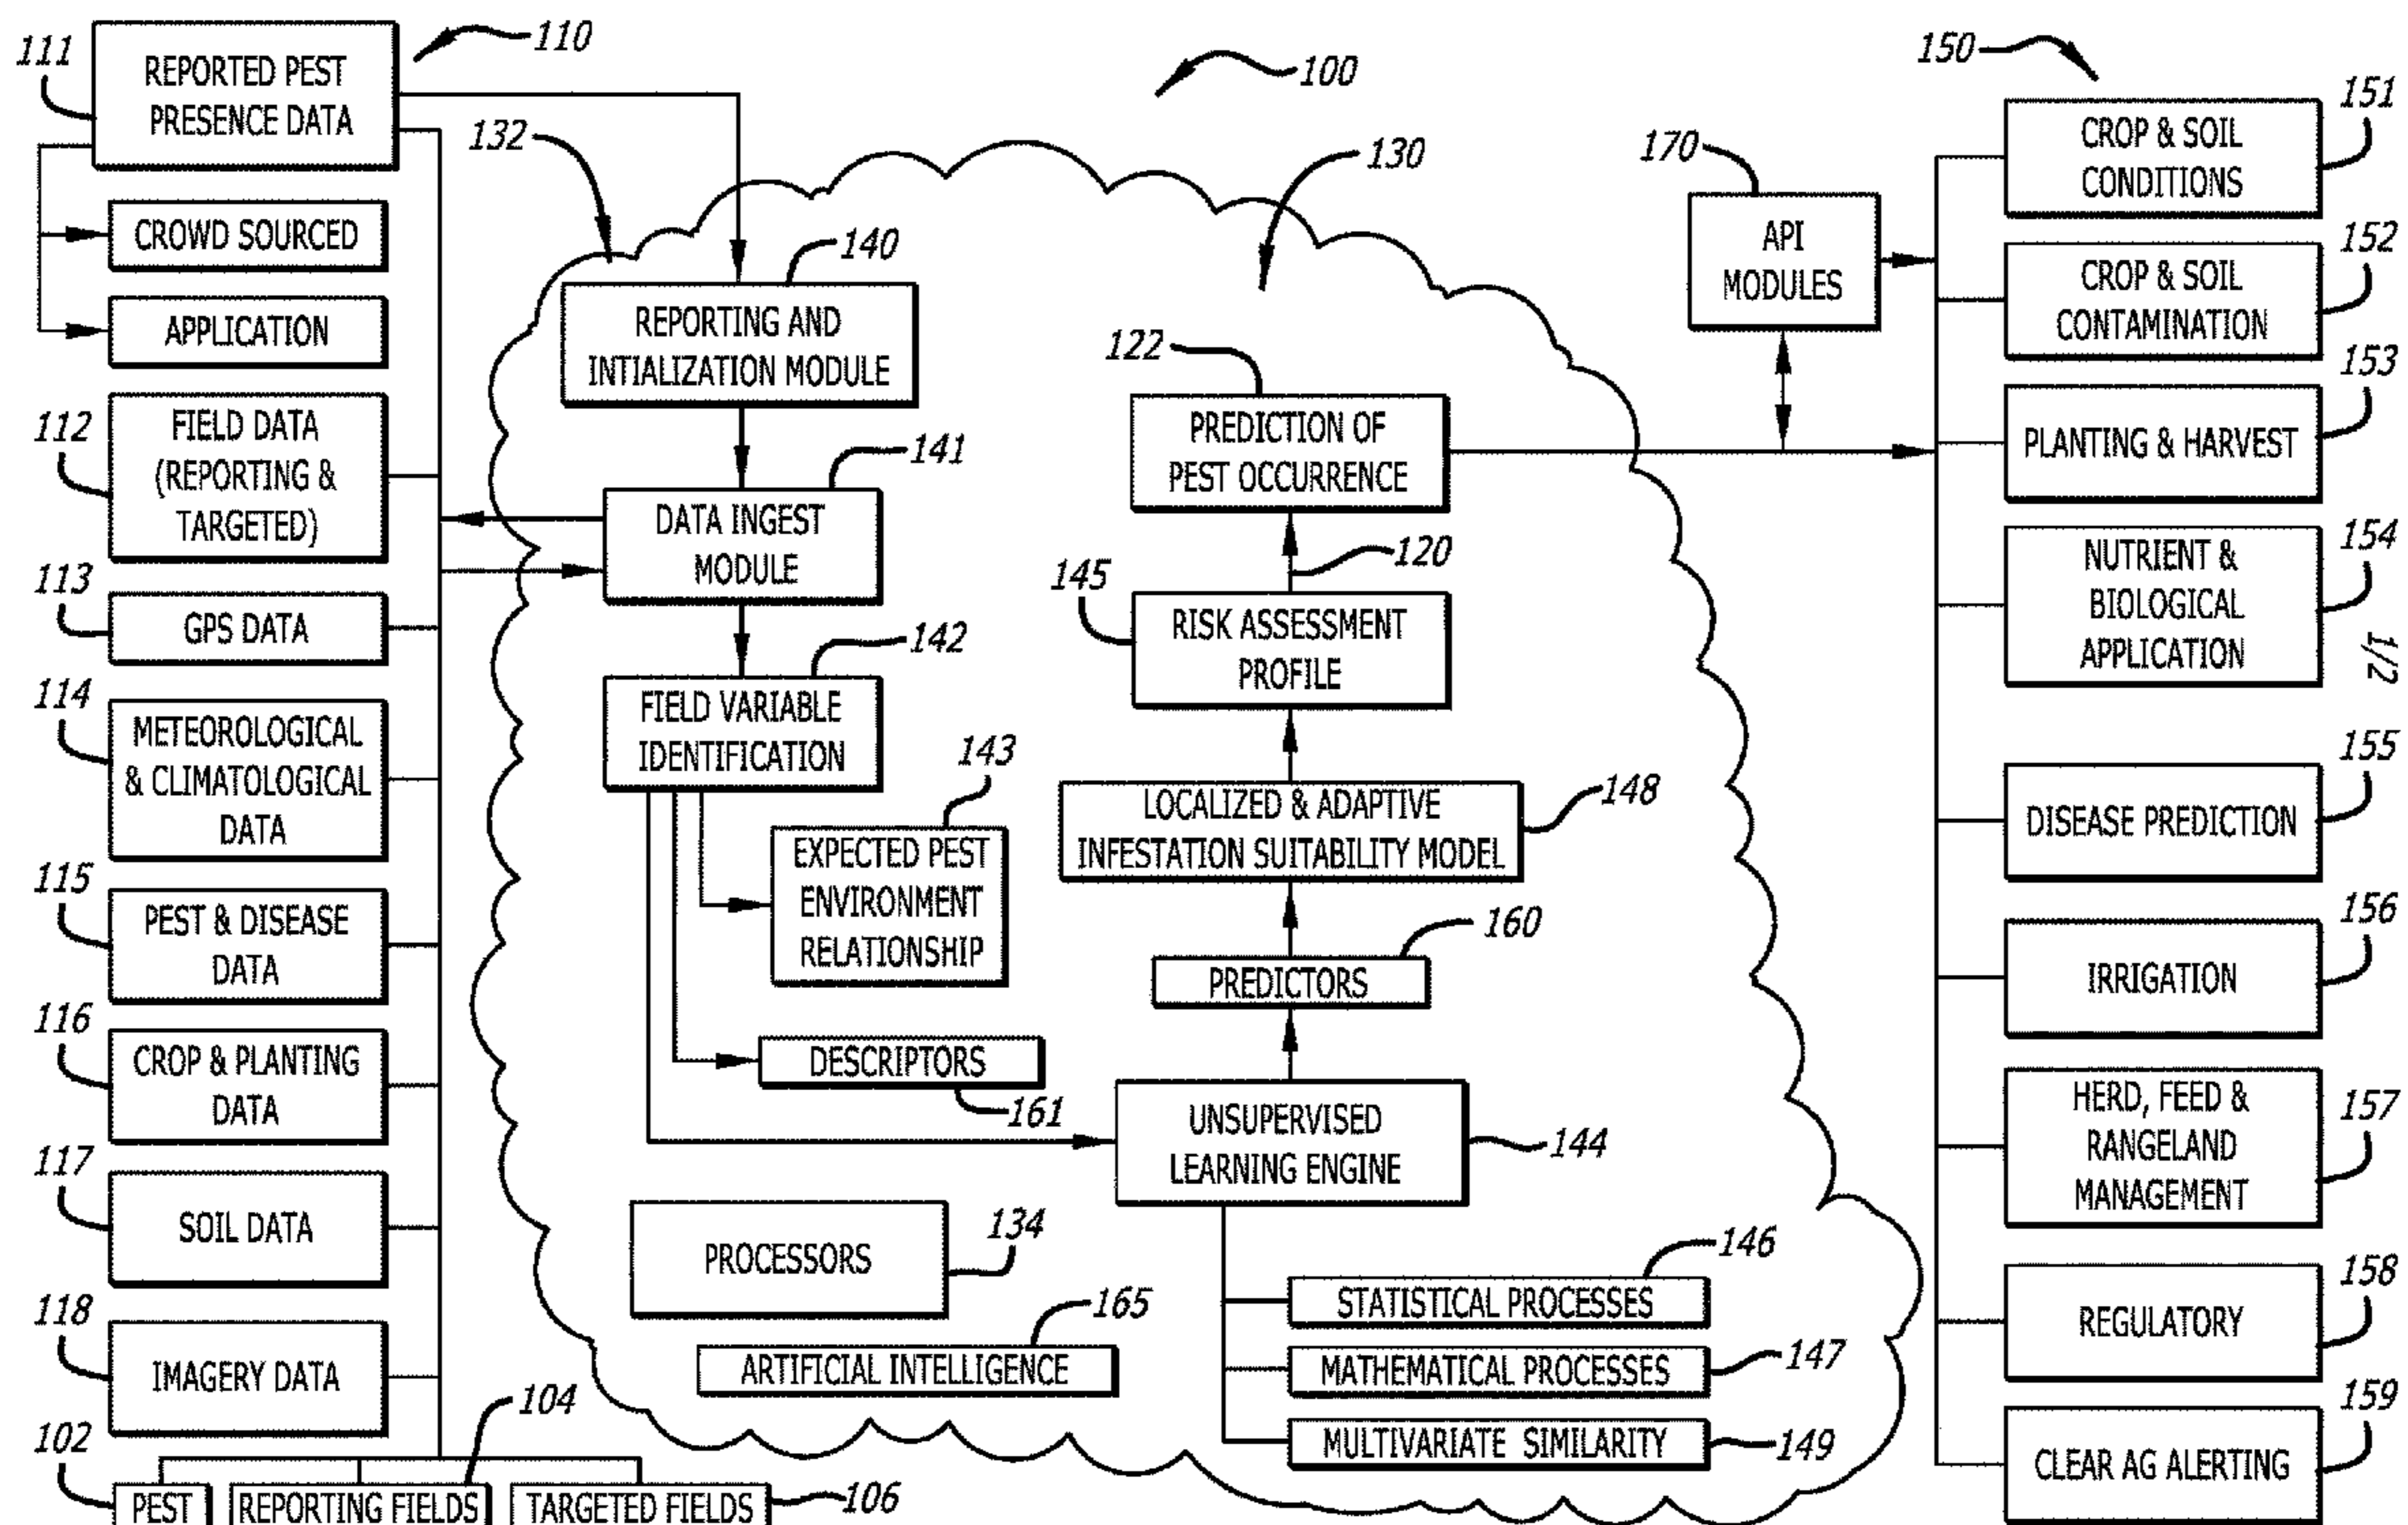 110
111
REPORTED PEST
PRESENCE DATA
CROWD SOURCED
APPLICATION
112
FIELD DATA
(REPORTING &
TARGETED)
113
GPS DATA
114
METEOROLOGICAL
& CLIMATOLOGICAL
DATA
115
PEST & DISEASE
DATA
116
CROP & PLANTING
DATA
117
SOIL DATA
118
IMAGERY DATA
102
PEST
104
REPORTING FIELDS
TARGETED FIELDS
106
100
132
130
140
REPORTING AND
INTIALIZATION MODULE
141
DATA INGEST
MODULE
142
FIELD VARIABLE
IDENTIFICATION
143
EXPECTED PEST
ENVIRONMENT
RELATIONSHIP
DESCRIPTORS
161
PROCESSORS
134
165
ARTIFICIAL INTELLIGENCE
122
PREDICTION OF
PEST OCCURRENCE
120
145
RISK ASSESSMENT
PROFILE
LOCALIZED & ADAPTIVE
INFESTATION SUITABILITY MODEL
148
160
PREDICTORS
UNSUPERVISED
LEARNING ENGINE
144
146
STATISTICAL PROCESSES
MATHEMATICAL PROCESSES
147
MULTIVARIATE SIMILARITY
149
170
API
MODULES
150
151
CROP & SOIL
CONDITIONS
152
CROP & SOIL
CONTAMINATION
153
PLANTING & HARVEST
154
NUTRIENT &
BIOLOGICAL
APPLICATION
1/2
155
DISEASE PREDICTION
156
IRRIGATION
157
HERD, FEED &
RANGELAND
MANAGEMENT
158
REGULATORY
159
CLEAR AG ALERTING